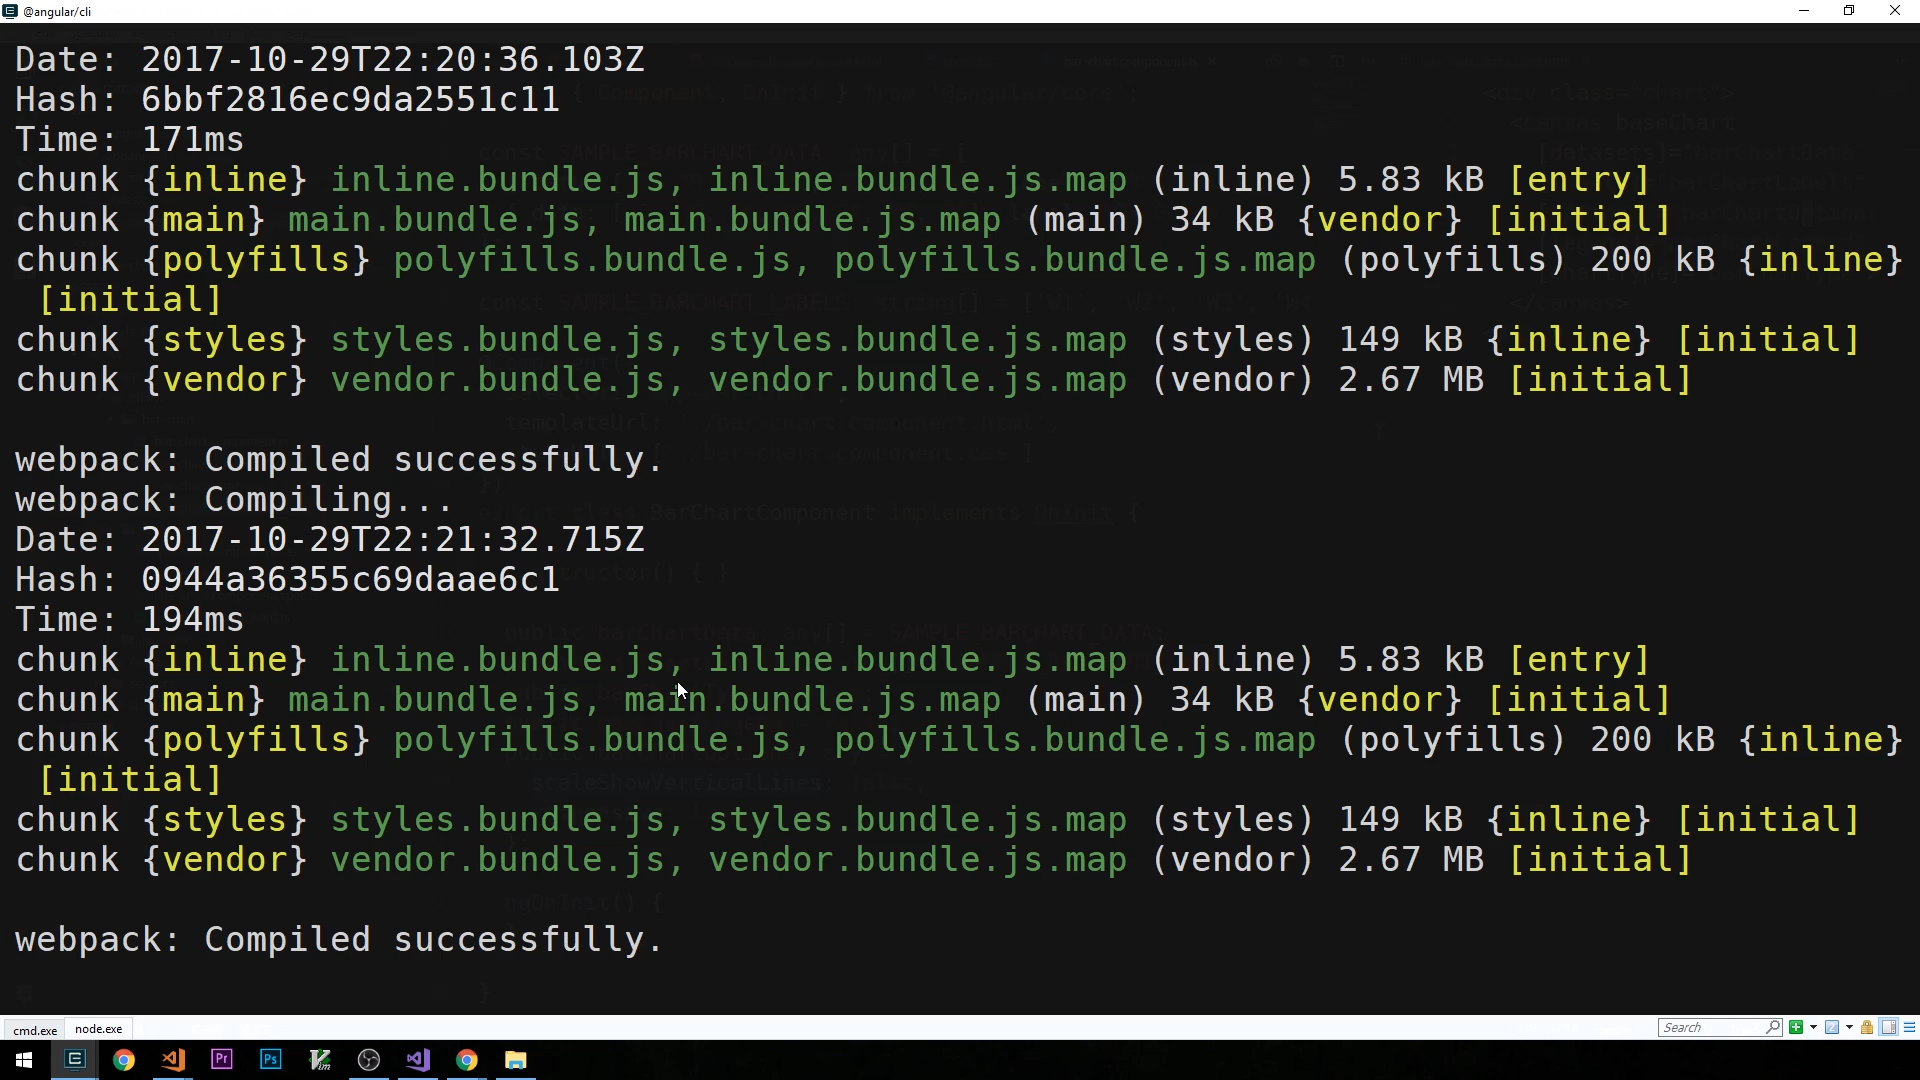 @angular/cli
Date: 2017-10-29T22:20:36.103Z
Hash: 6bbf2816ec9da2551c11
Time: 171ms
chunk {inline} inline.bundle.js, inline.bundle.js.map (inline) 5.83 kB [entry]
chunk {main} main.bundle.js, main.bundle.js.map (main) 34 kB {vendor} [initial]
chunk {polyfills} polyfills.bundle.js, polyfills.bundle.js.map (polyfills) 200 kB {inline}
[initial]
chunk {styles} styles.bundle.js, styles.bundle.js.map (styles) 149 kB {inline} [initial]
chunk {vendor} vendor.bundle.js, vendor.bundle.js.map (vendor) 2.67 MB [initial]
webpack: Compiled successfully.
webpack: Compiling...
Date: 2017-10-29T22:21:32.715Z
Hash: 0944a36355c69daae6c1
Time: 194ms
chunk {inline} inline.bundle.js, inline.bundle.js.map (inline) 5.83 kB [entry]
chunk {main} main.bundle.js, main.bundle.js.map (main) 34 kB {vendor} [initial]
chunk {polyfills} polyfills.bundle.js, polyfills.bundle.js.map (polyfills) 200 kB {inline}
[initial]
chunk {styles} styles.bundle.js, styles.bundle.js.map (styles) 149 kB {inline} [initial]
chunk {vendor} vendor.bundle.js, vendor.bundle.js.map (vendor) 2.67 MB [initial]
webpack: Compiled successfully.
cmd.exe node.exe Search
Pr Ps Vim